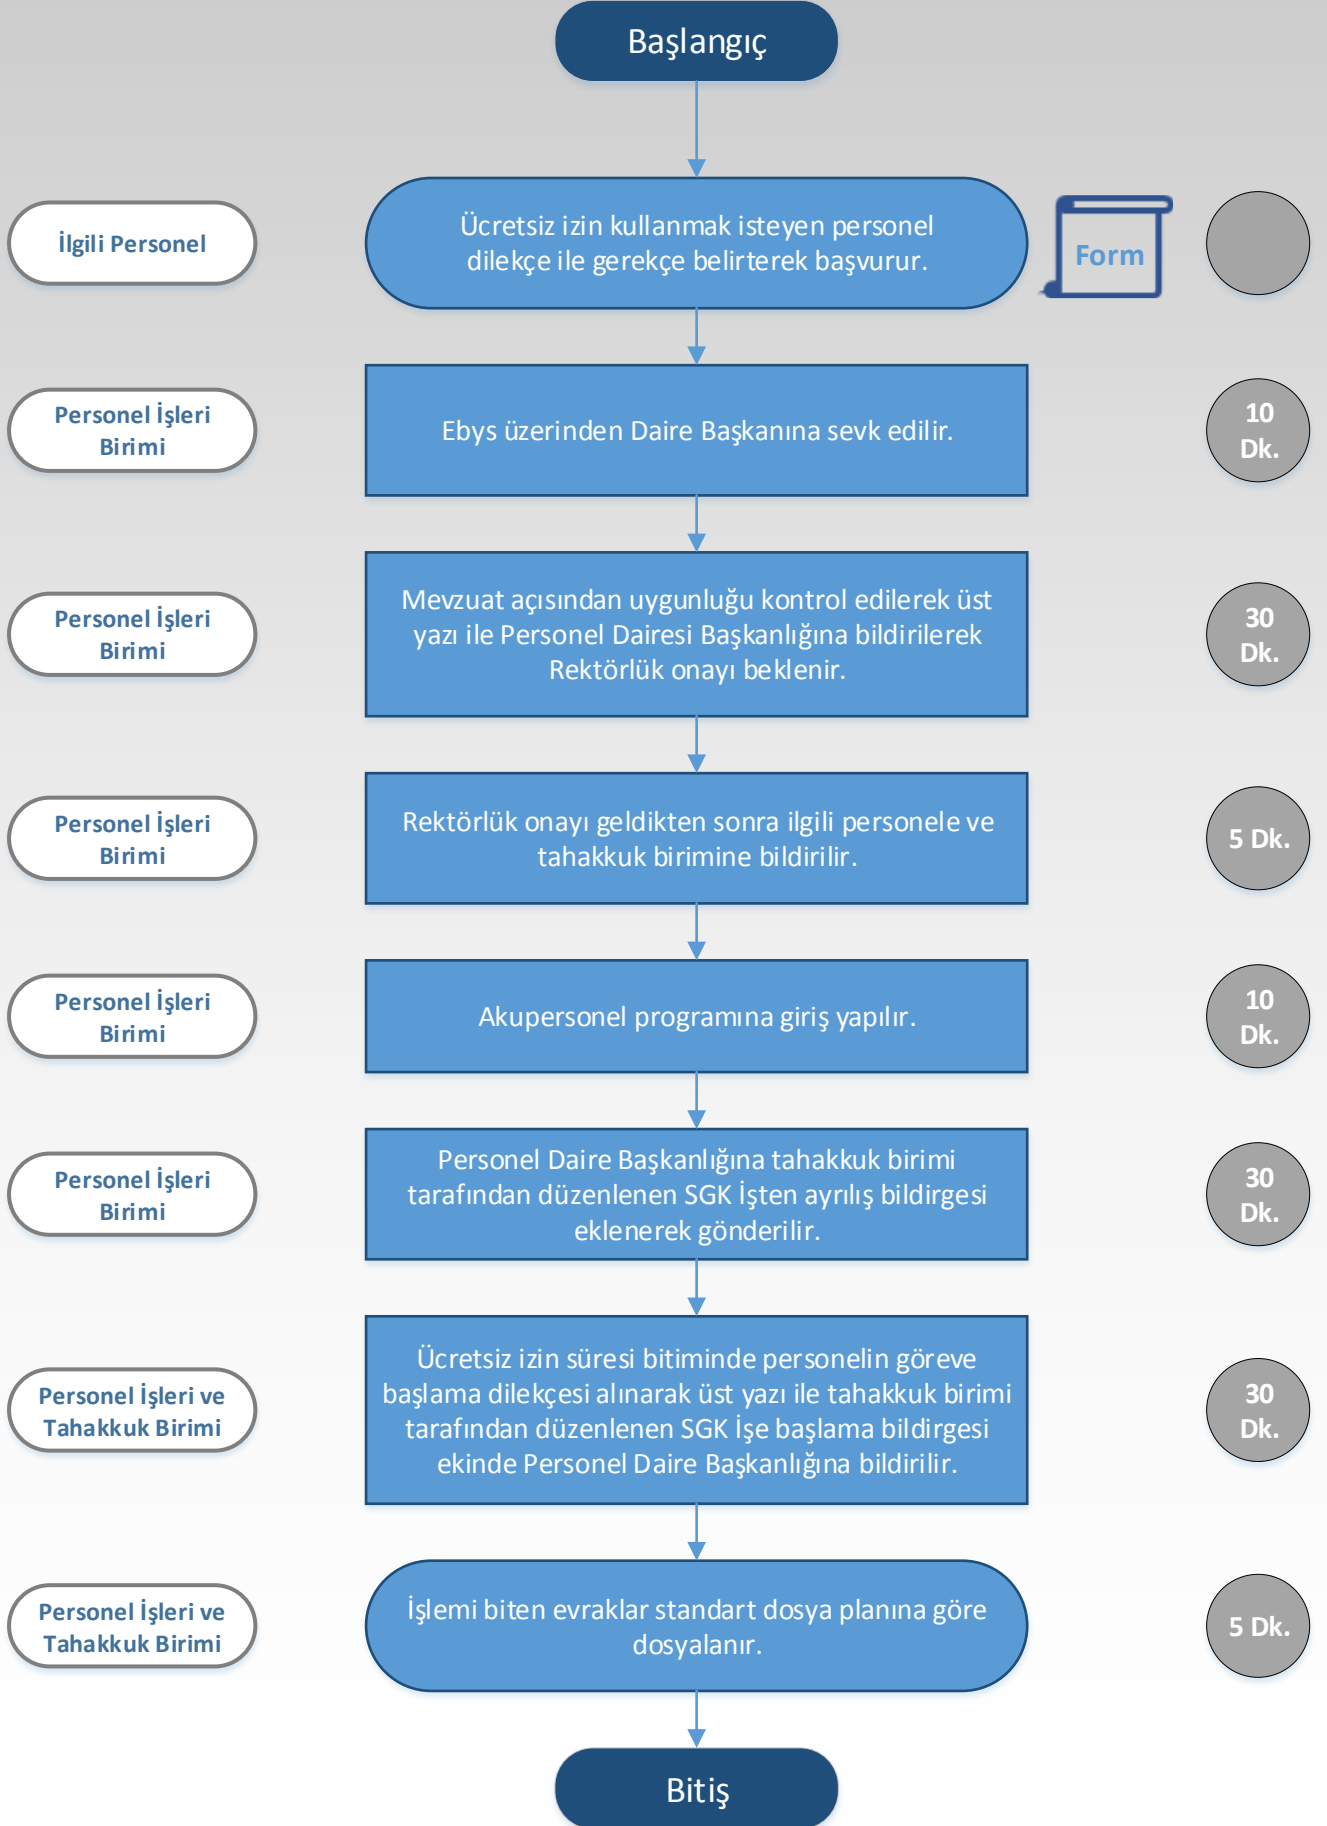 Başlangıç
İlgili Personel
Ücretsiz izin kullanmak isteyen personel
dilekçe ile gerekçe belirterek başvurur.
Form
Personel İşleri
Birimi
Ebys üzerinden Daire Başkanına sevk edilir.
10
Dk.
Personel İşleri
Birimi
Mevzuat açısından uygunluğu kontrol edilerek üst
yazı ile Personel Dairesi Başkanlığına bildirilerek
Rektörlük onayı beklenir.
30
Dk.
Personel İşleri
Birimi
Rektörlük onayı geldikten sonra ilgili personele ve
tahakkuk birimine bildirilir.
5 Dk.
Personel İşleri
Birimi
Akupersonel programına giriş yapılır.
10
Dk.
Personel İşleri
Birimi
Personel Daire Başkanlığına tahakkuk birimi
tarafından düzenlenen SGK İşten ayrılış bildirgesi
eklenerek gönderilir.
30
Dk.
Personel İşleri ve
Tahakkuk Birimi
Ücretsiz izin süresi bitiminde personelin göreve
başlama dilekçesi alınarak üst yazı ile tahakkuk birimi
tarafından düzenlenen SGK İşe başlama bildirgesi
ekinde Personel Daire Başkanlığına bildirilir.
30
Dk.
Personel İşleri ve
Tahakkuk Birimi
İşlemi biten evraklar standart dosya planına göre
dosyalanır.
5 Dk.
Bitiş